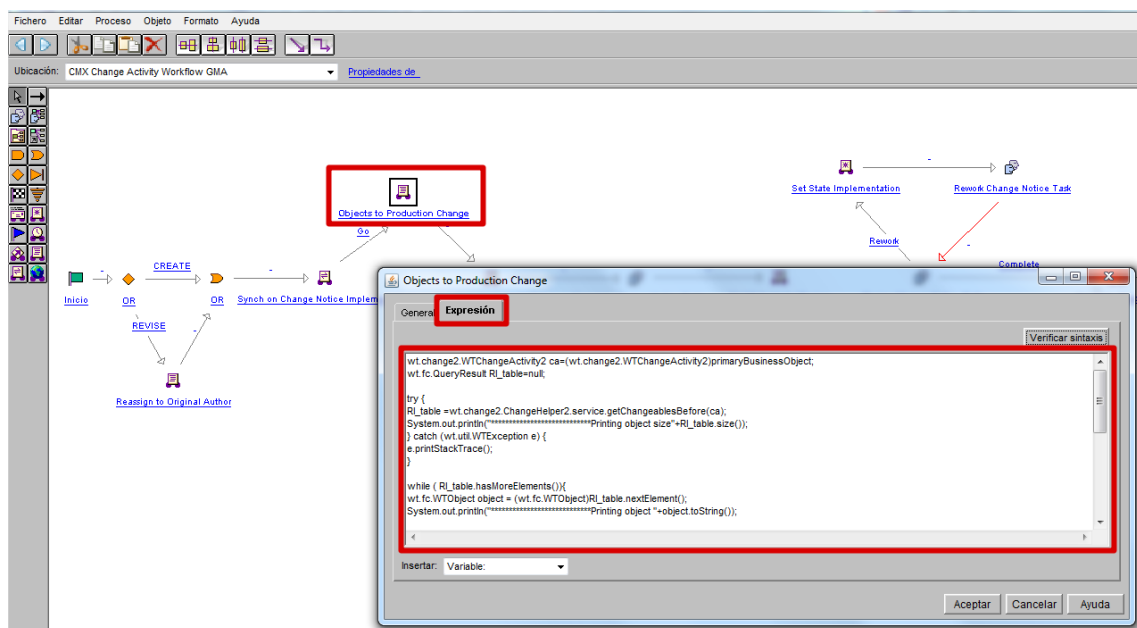 Fichero Editar Proceso Objeto Formato Ayuda
Ubicación: CMX Change Activity Workflow GMA Propiedades de
Set State Implementation
Rework Change Notice Task
Objects to Production Change
Go
Rework
Complete
CREATE
Inicio
OR
OR
Synch on Change Notice Implem
REVISE
Reassign to Original Author
Objects to Production Change
General Expresión
Verificar sintaxis
wt.change2.WTChangeActivity2 ca=(wt.change2.WTChangeActivity2)primaryBusinessObject;
wt.fc.QueryResult RI_table=null;
try {
RI_table =wt.change2.ChangeHelper2.service.getChangeablesBefore(ca);
System.out.println("****************************Printing object size"+RI_table.size());
} catch (wt.util.WTException e) {
e.printStackTrace();
}
while ( RI_table.hasMoreElements()){
wt.fc.WTObject object = (wt.fc.WTObject)RI_table.nextElement();
System.out.println("****************************Printing object "+object.toString());
Insertar: Variable:
Aceptar Cancelar Ayuda